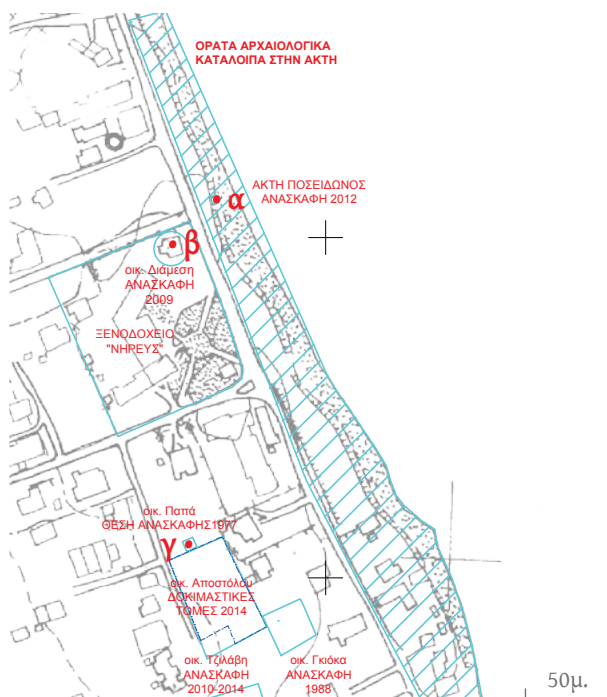 ΟΡΑΤΑ ΑΡΧΑΙΟΛΟΓΙΚΑ
ΚΑΤΑΛΟΙΠΑ ΣΤΗΝ ΑΚΤΗ
ΑΚΤΗ ΠΟΣΕΙΔΩΝΟΣ
ΑΝΑΣΚΑΦΗ 2012
α
β
οικ. Διάμεση
ΑΝΑΣΚΑΦΗ
2009
ΞΕΝΟΔΟΧΕΙΟ
"ΝΗΡΕΥΣ"
οικ. Παπά
ΘΕΣΗ ΑΝΑΣΚΑΦΗΣ1977
γ
οικ. Αποστόλου
ΔΟΚΙΜΑΣΤΙΚΕΣ
ΤΟΜΕΣ 2014
οικ. Τζιλάβη
ΑΝΑΣΚΑΦΗ
2010-2014
οικ. Γκιόκα
ΑΝΑΣΚΑΦΗ
1988
50μ.